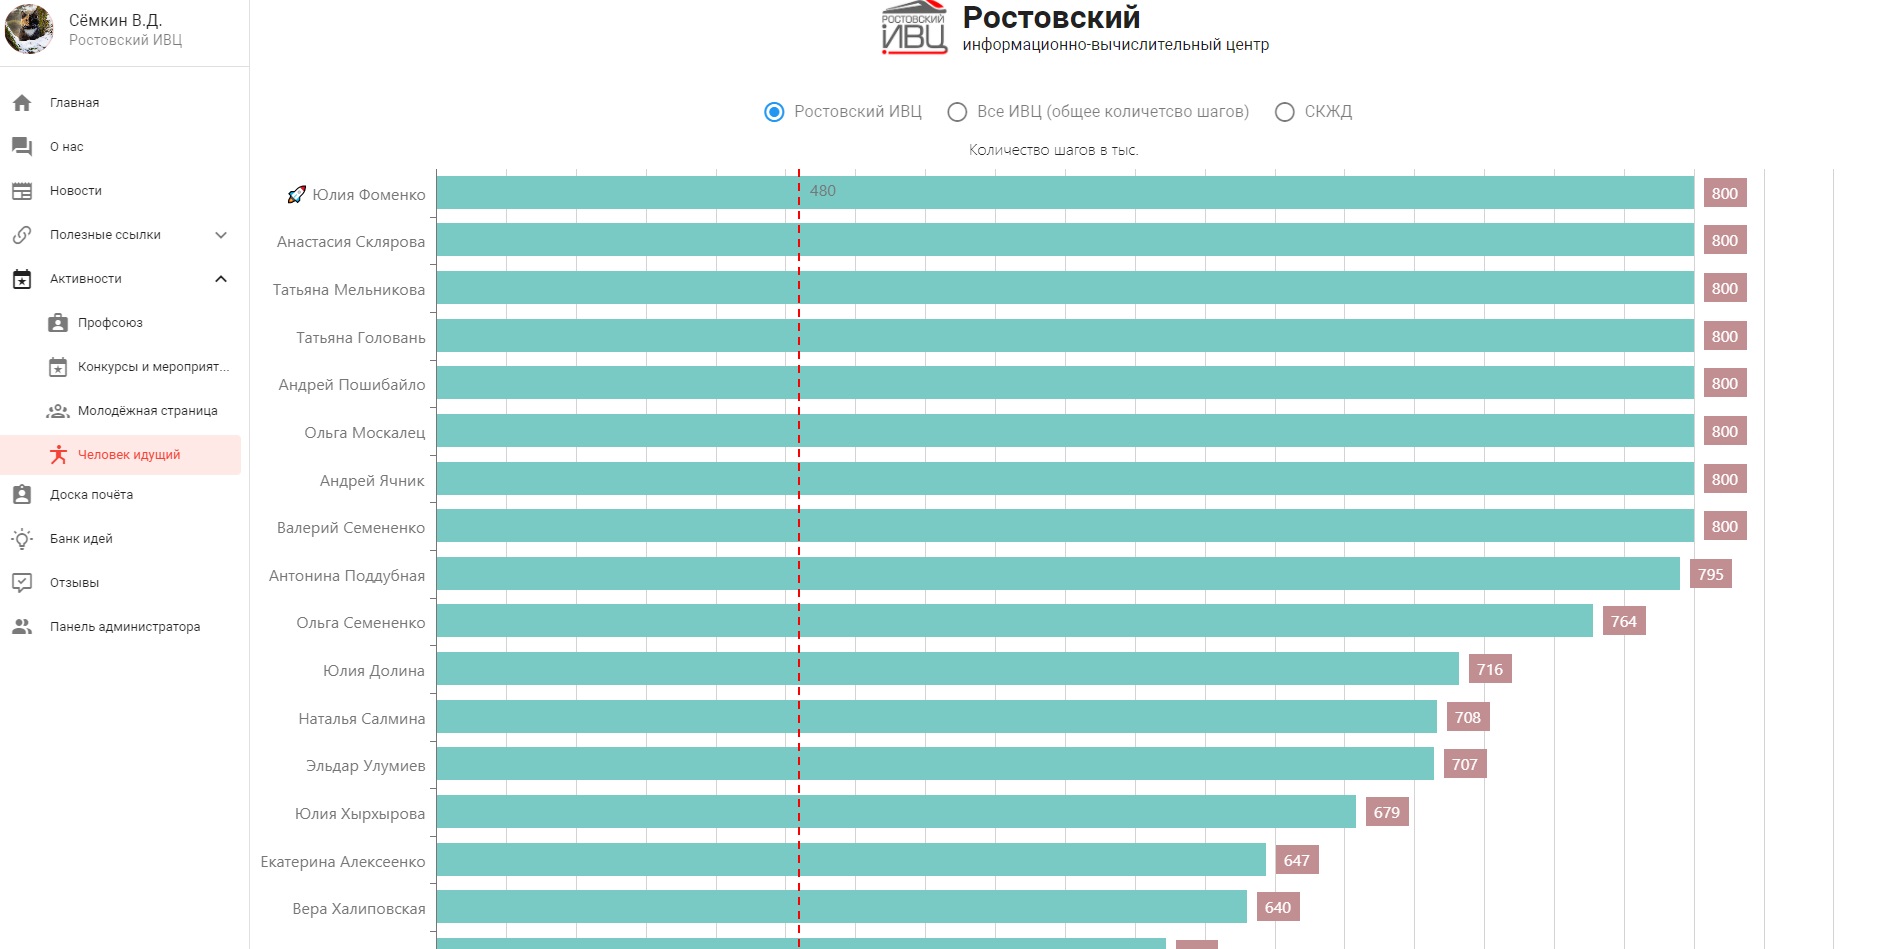 Сёмкин В.Д.
Ростовский ИВЦ
Главная
О нас
Новости
Полезные ссылки
Активности
Профсоюз
Конкурсы и мероприят...
Молодёжная страница
Человек идущий
Доска почёта
Банк идей
Отзывы
Панель администратора
РОСТОВСКИЙ
ИВЦ
Ростовский
информационно-вычислительный центр
Ростовский ИВЦ
Все ИВЦ (общее количетсво шагов)
СКЖД
Количество шагов в тыс.
480
Юлия Фоменко 800
Анастасия Склярова 800
Татьяна Мельникова 800
Татьяна Головань 800
Андрей Пошибайло 800
Ольга Москалец 800
Андрей Ячник 800
Валерий Семененко 800
Антонина Поддубная 795
Ольга Семененко 764
Юлия Долина 716
Наталья Салмина 708
Эльдар Улумиев 707
Юлия Хырхырова 679
Екатерина Алексеенко 647
Вера Халиповская 640